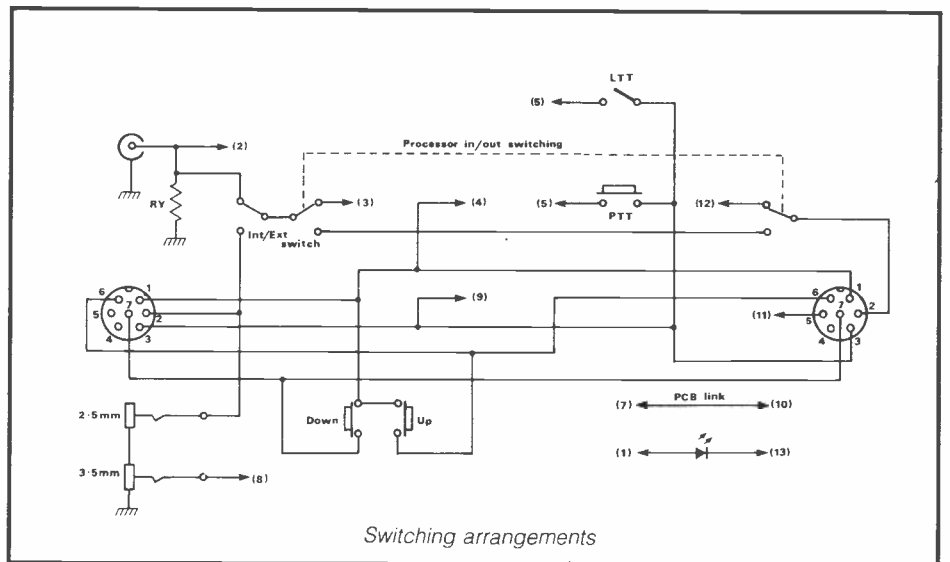 LTT
(5)
Processor in/out switching
(2)
RY
(3)
(4)
(5)
PTT
(12)
Int/Ext
switch
6
1
7
5
2
4
3
(9)
6
1
7
2
(11)
5
4
3
2·5mm
Down
Up
(7)
PCB link
(10)
3·5mm
(8)
(1)
(13)
Switching arrangements